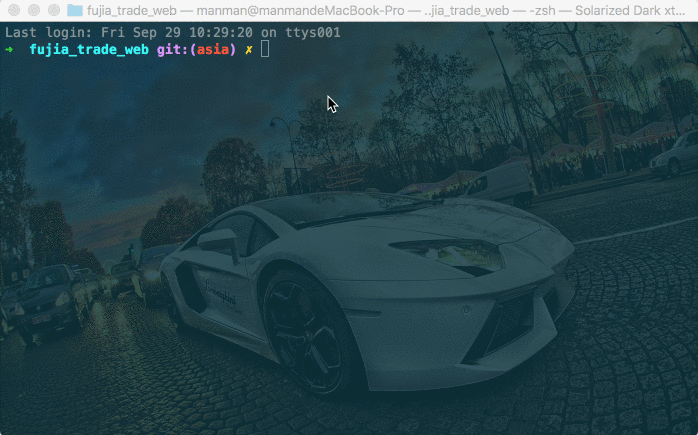 fujia_trade_web — manman@manmandeMacBook-Pro — ..jia_trade_web — -zsh — Solarized Dark xt...
Last login: Fri Sep 29 10:29:20 on ttys001
➜ fujia_trade_web git:(asia) ✗
Lamborghini